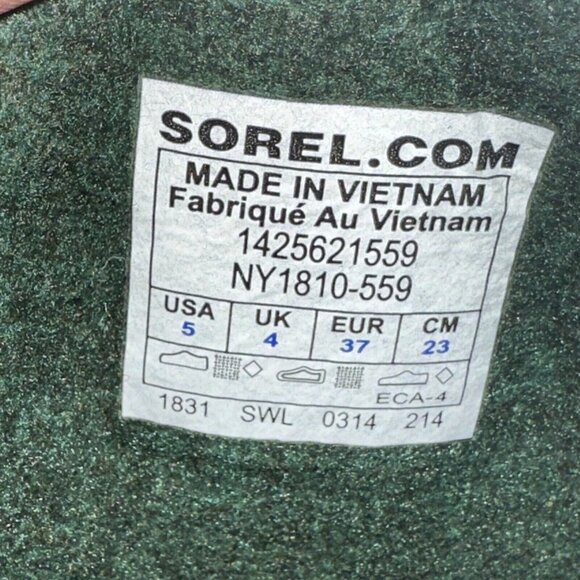 SOREL.COM
MADE IN VIETNAM
Fabriqué Au Vietnam
1425621559
NY1810-559
USA UK EUR CM
5 4 37 23
ECA-4
1831 SWL 0314 214